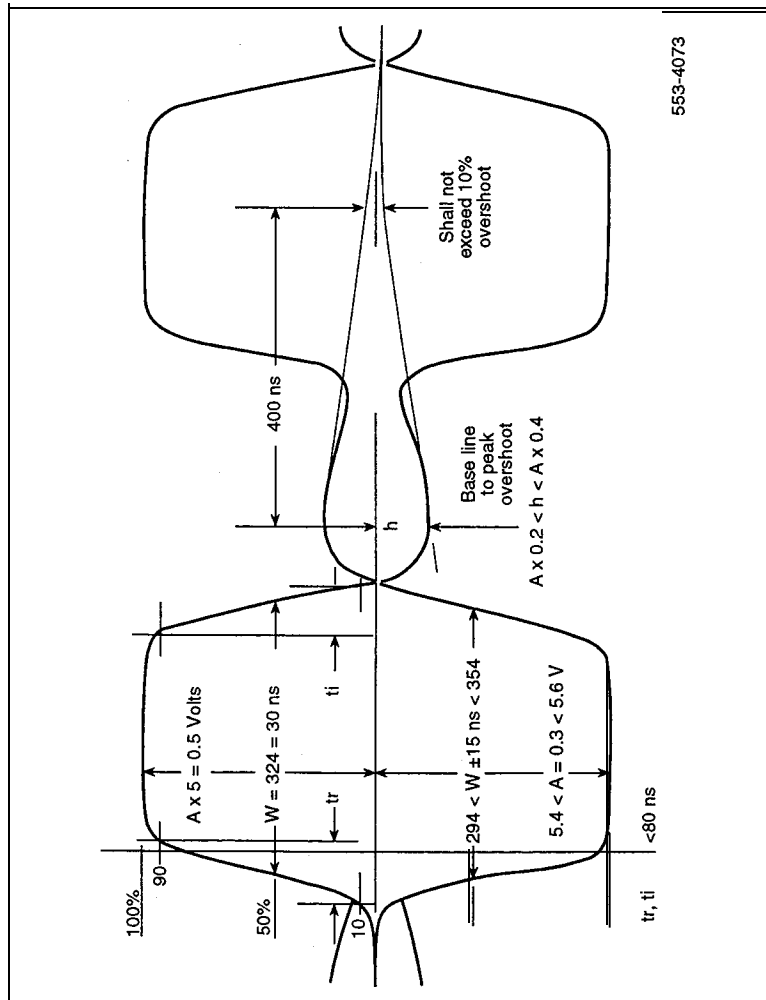 100%
90
50%
10
tr
ti
A x 5 = 0.5 Volts
W = 324 = 30 ns
294 < W ±15 ns < 354
5.4 < A = 0.3 < 5.6 V
tr, ti
<80 ns
400 ns
h
Base line
to peak
overshoot
A x 0.2 < h < A x 0.4
Shall not
exceed 10%
overshoot
553-4073